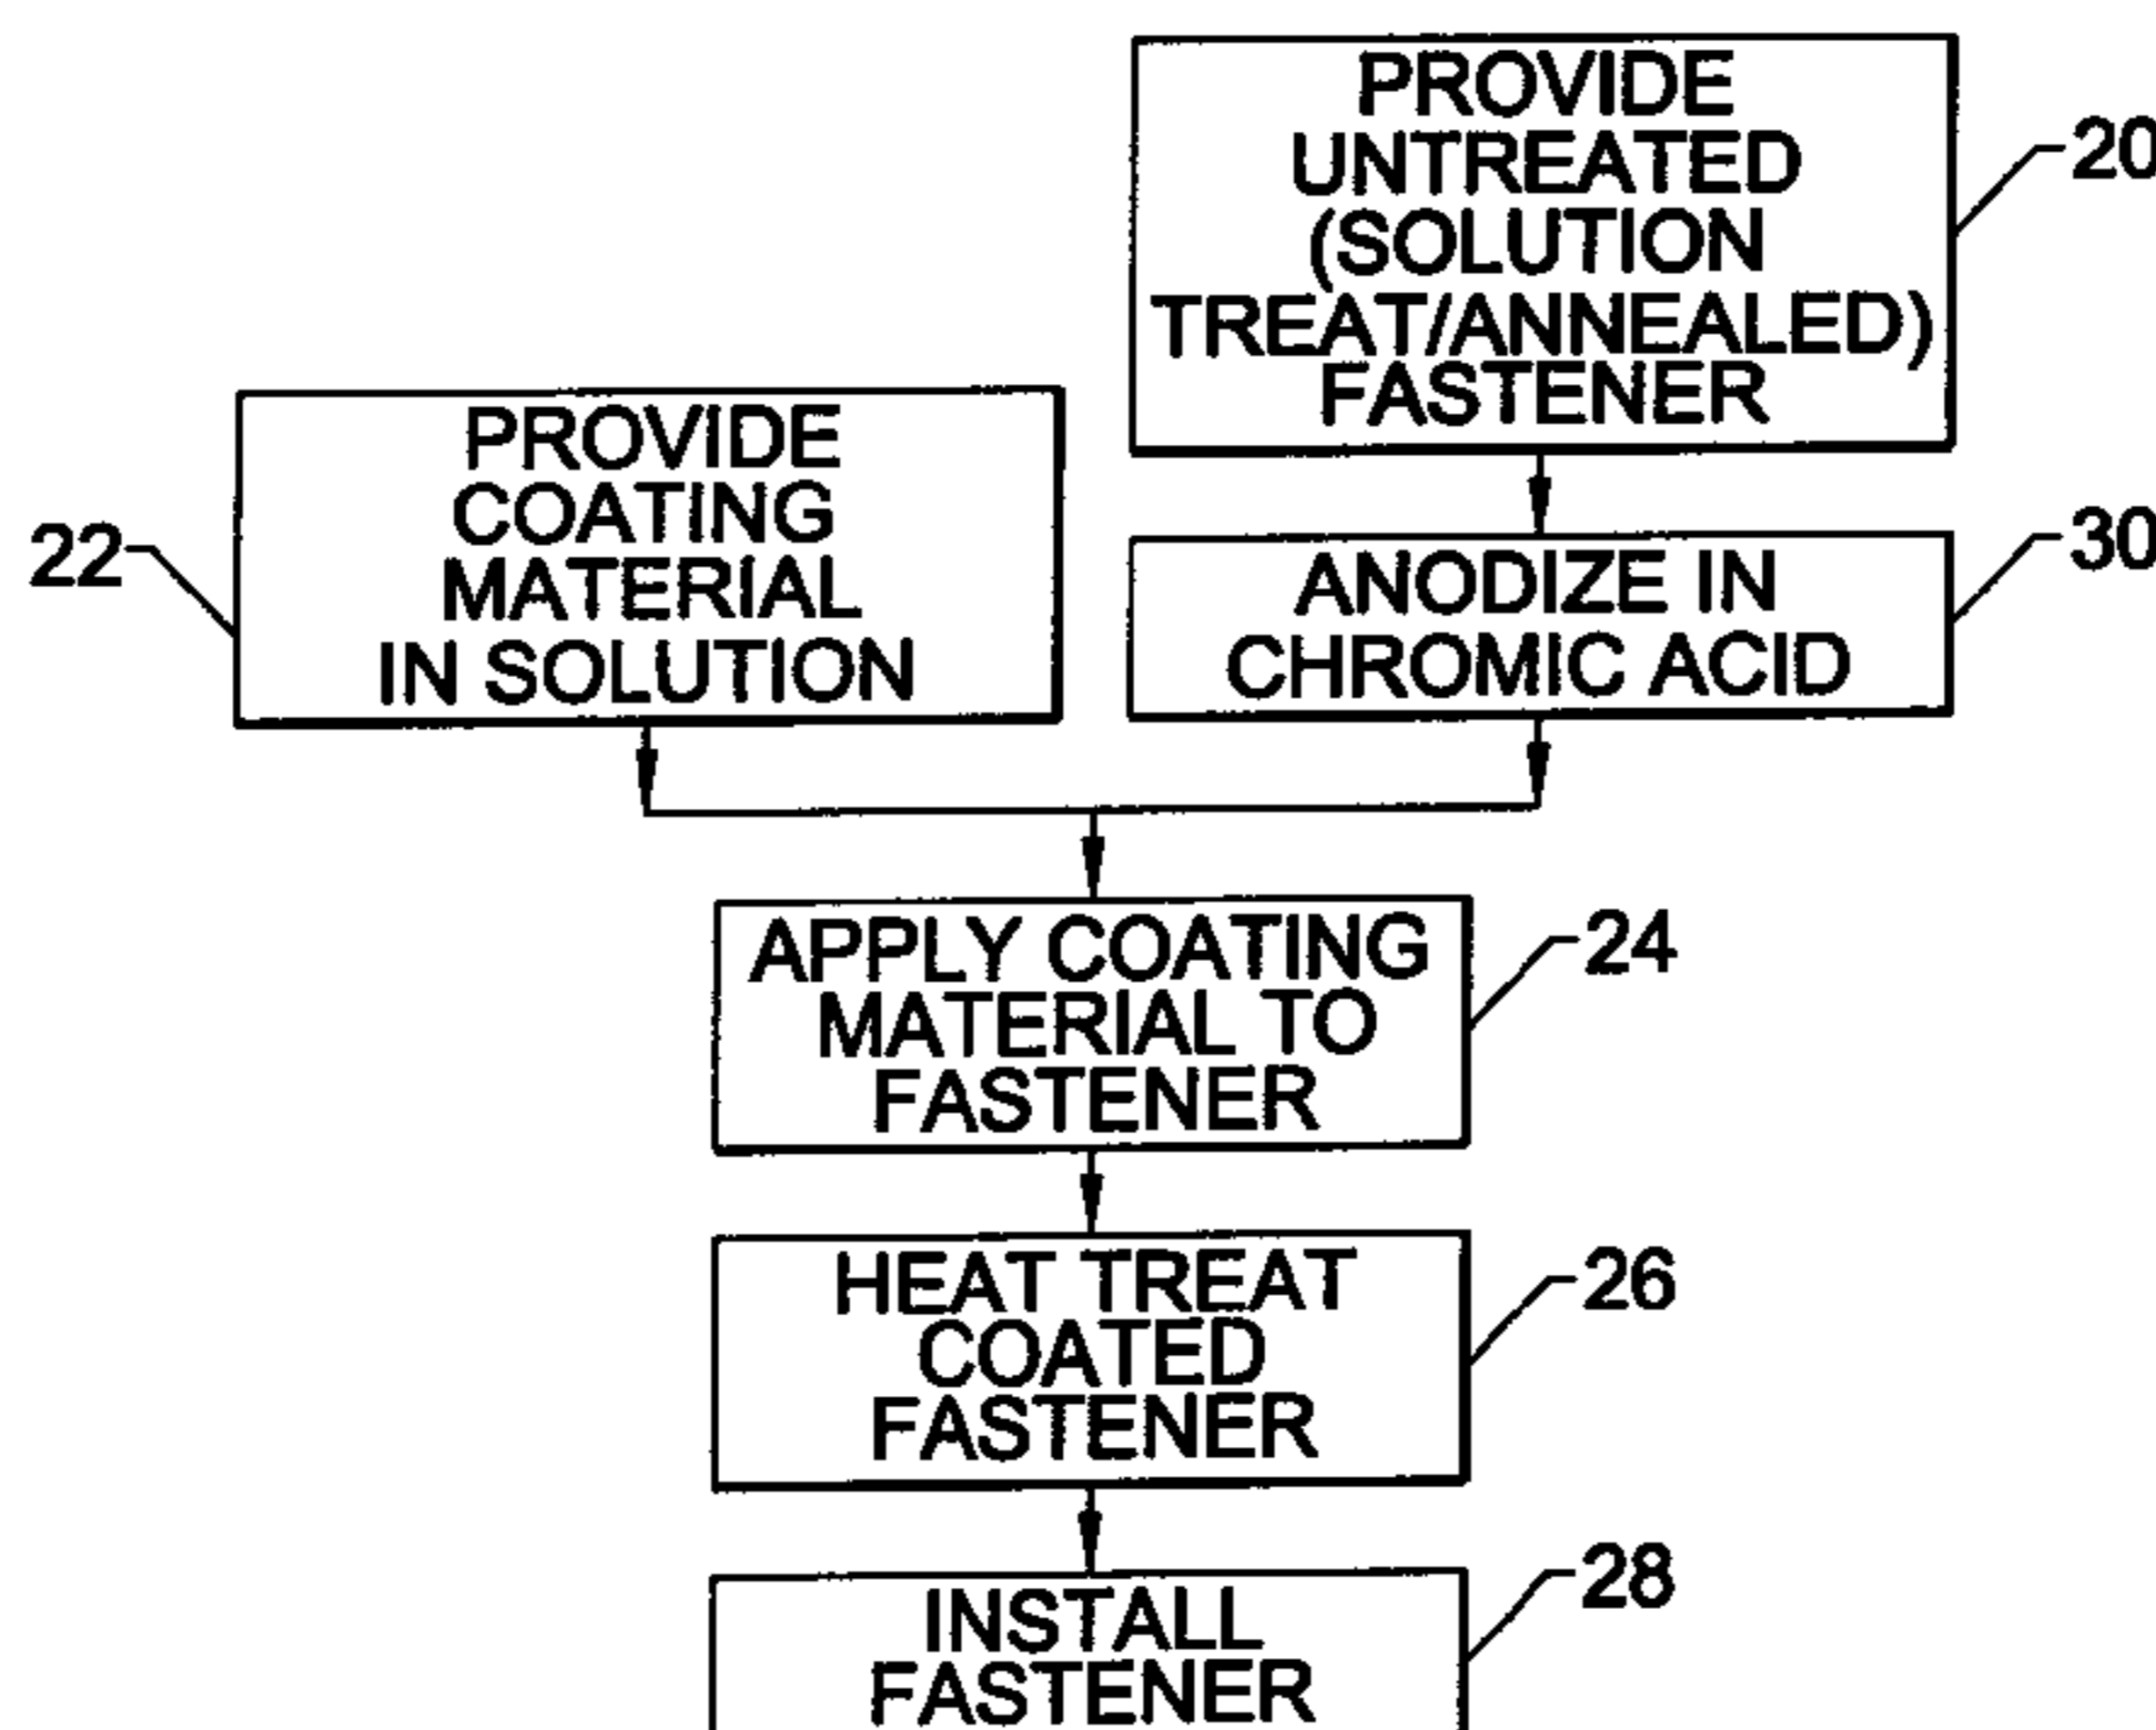 PROVIDE
UNTREATED
(SOLUTION
TREAT/ANNEALED)
FASTENER
20
PROVIDE
COATING
MATERIAL
IN SOLUTION
22
ANODIZE IN
CHROMIC ACID
30
APPLY COATING
MATERIAL TO
FASTENER
24
HEAT TREAT
COATED
FASTENER
26
INSTALL
FASTENER
28